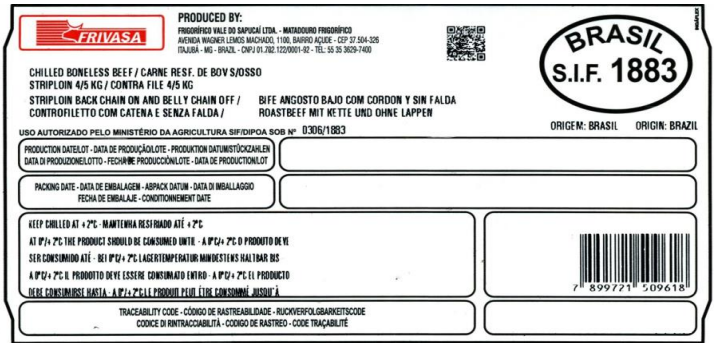 FRIVASA
PRODUCED BY:
FRIGORÍFICO VALE DO SAPUCAÍ LTDA. - MATADOURO FRIGORÍFICO
AVENIDA WAGNER LEMOS MACHADO, 1100, BAIRRO AÇUDE - CEP 37.504-326
ITAJUBÁ - MG - BRAZIL - CNPJ 01.792.122/0001-92 - TEL: 55 35 3629-7400
BRASIL
S.I.F. 1883
CHILLED BONELESS BEEF / CARNE RESF. DE BOV S/OSSO
STRIPLOIN 4/5 KG / CONTRA FILE 4/5 KG
STRIPLOIN BACK CHAIN ON AND BELLY CHAIN OFF / BIFE ANGOSTO BAJO COM CORDON Y SIN FALDA
CONTROFILETTO COM CATENA E SENZA FALDA / ROASTBEEF MIT KETTE UND OHNE LAPPEN
ORIGEM: BRASIL ORIGIN: BRAZIL
USO AUTORIZADO PELO MINISTÉRIO DA AGRICULTURA SIF/DIPOA SOB Nº 0306/1883
PRODUCTION DATE/LOT - DATA DE PRODUÇÃO/LOTE - PRODUKTION DATUM/STÜCKZAHLEN
DATA DI PRODUZIONE/LOTTO - FECHA DE PRODUCCIÓN/LOTE - DATA DE PRODUCTION/LOT
PACKING DATE - DATA DE EMBALAGEM - ABPACK DATUM - DATA DI IMBALLAGGIO
FECHA DE EMBALAJE - CONDITIONNEMENT DATE
KEEP CHILLED AT +2ºC - MANTENHA RESFRIADO ATÉ +2ºC
AT 0º/+ 2ºC THE PRODUCT SHOULD BE CONSUMED UNTIL - A 0ºC/+ 2ºC O PRODUTO DEVE
SER CONSUMIDO ATÉ - BEI 0ºC/+ 2ºC LAGERTEMPERATUR MINDESTENS HALTBAR BIS
A 0ºC/+ 2ºC IL PRODOTTO DEVE ESSERE CONSUMATO ENTRO - A 0ºC/+ 2ºC EL PRODUCTO
DEBE CONSUMIRSE HASTA - A 0ºC/+ 2ºC LE PRODUIT PEUT ÊTRE CONSOMMÉ JUSQU'À
7 899721 509618
TRACEABILITY CODE - CÓDIGO DE RASTREABILIDADE - RUCKVERFOLGBARKEITSCODE
CODICE DI RINTRACCIABILITÀ - CODIGO DE RASTREO - CODE TRAÇABILITÉ